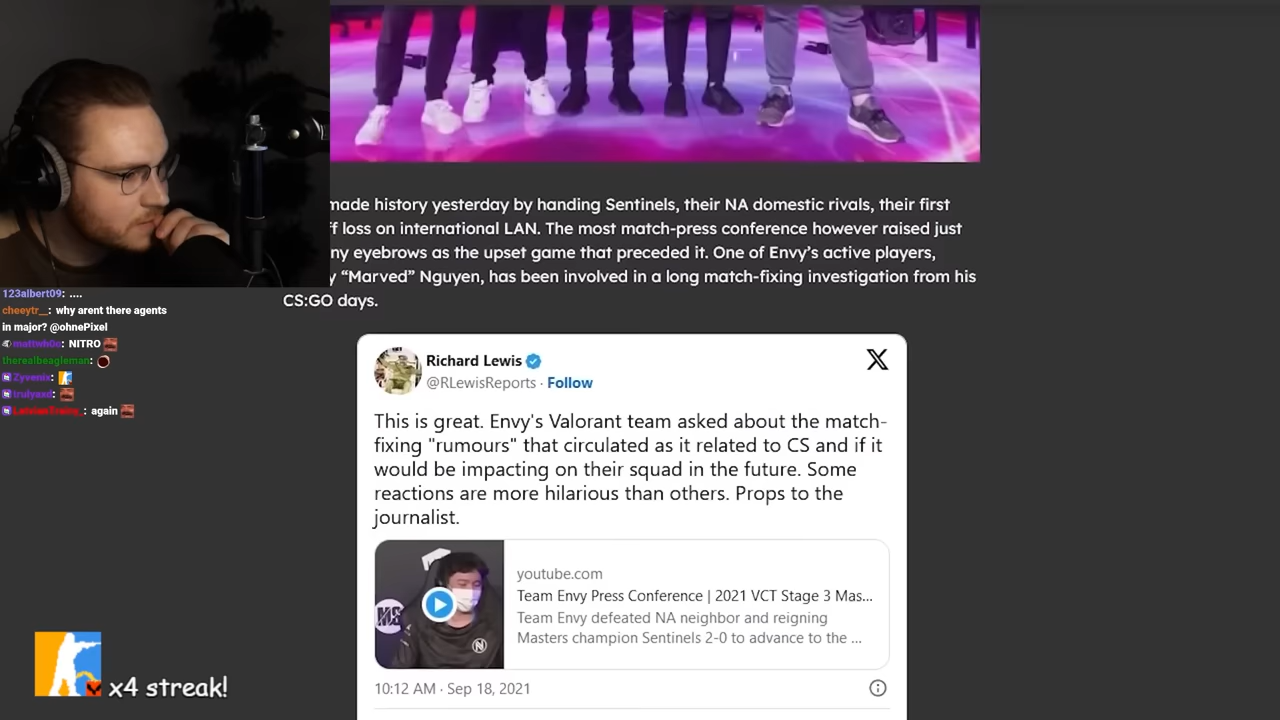 made history yesterday by handing Sentinels, their NA domestic rivals, their first
loss on international LAN. The most match-press conference however raised just
eyebrows as the upset game that preceded it. One of Envy’s active players,
“Marved” Nguyen, has been involved in a long match-fixing investigation from his
CS:GO days.
123albert09: ....
cheeytr__: why arent there agents
in major? @ohnePixel
mattwh0o: NITRO
therealbeagleman:
Zyvenix:
trulyaxd:
again
Richard Lewis
@RLewisReports · Follow
This is great. Envy's Valorant team asked about the match-
fixing "rumours" that circulated as it related to CS and if it
would be impacting on their squad in the future. Some
reactions are more hilarious than others. Props to the
journalist.
youtube.com
Team Envy Press Conference | 2021 VCT Stage 3 Mas...
Team Envy defeated NA neighbor and reigning
Masters champion Sentinels 2-0 to advance to the ...
10:12 AM · Sep 18, 2021
x4 streak!